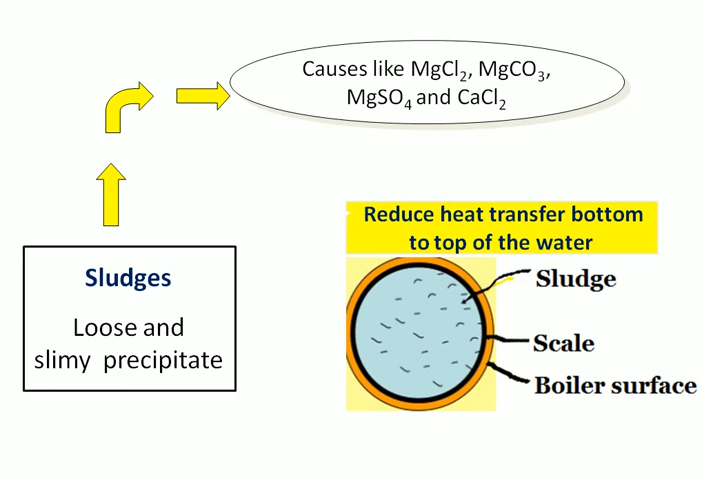 Causes like MgCl₂, MgCO₃,
MgSO₄ and CaCl₂
Reduce heat transfer bottom
to top of the water
Sludges
Loose and
slimy precipitate
Sludge
Scale
Boiler surface